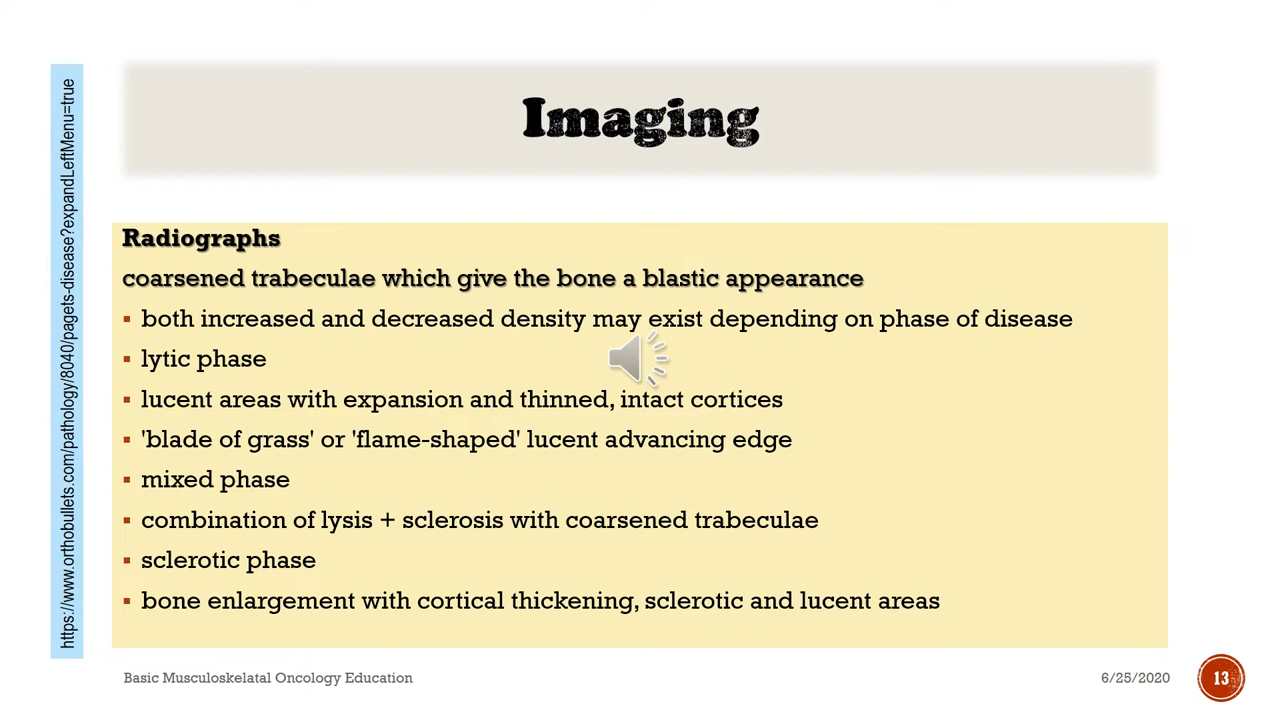 Imaging
https://www.orthobullets.com/pathology/8040/pagets-disease?expandLeftMenu=true
Radiographs
coarsened trabeculae which give the bone a blastic appearance
▪ both increased and decreased density may exist depending on phase of disease
▪ lytic phase
▪ lucent areas with expansion and thinned, intact cortices
▪ 'blade of grass' or 'flame-shaped' lucent advancing edge
▪ mixed phase
▪ combination of lysis + sclerosis with coarsened trabeculae
▪ sclerotic phase
▪ bone enlargement with cortical thickening, sclerotic and lucent areas
Basic Musculoskelatal Oncology Education
6/25/2020
13